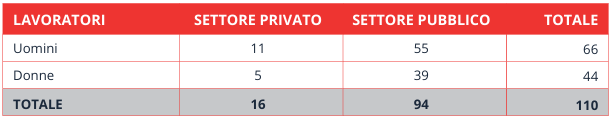 LAVORATORI SETTORE PRIVATO SETTORE PUBBLICO TOTALE
Uomini 11 55 66
Donne 5 39 44
TOTALE 16 94 110